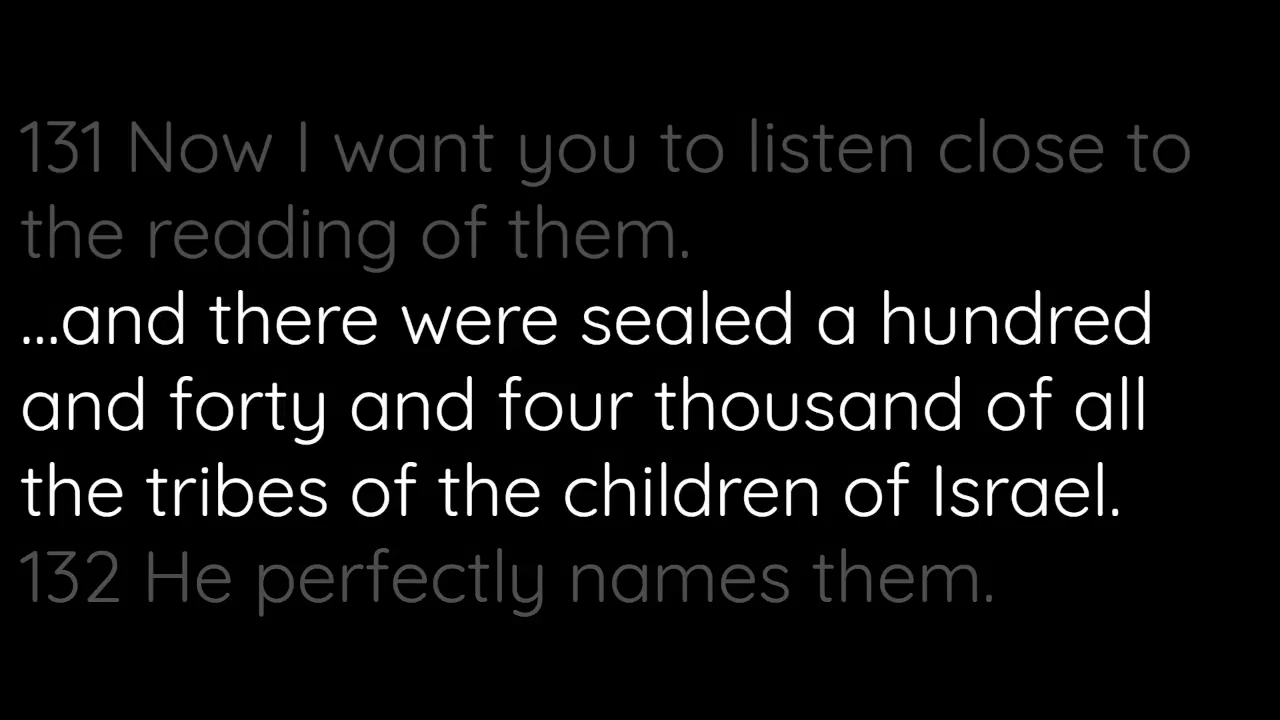 131 Now I want you to listen close to
the reading of them.
...and there were sealed a hundred
and forty and four thousand of all
the tribes of the children of Israel.
132 He perfectly names them.